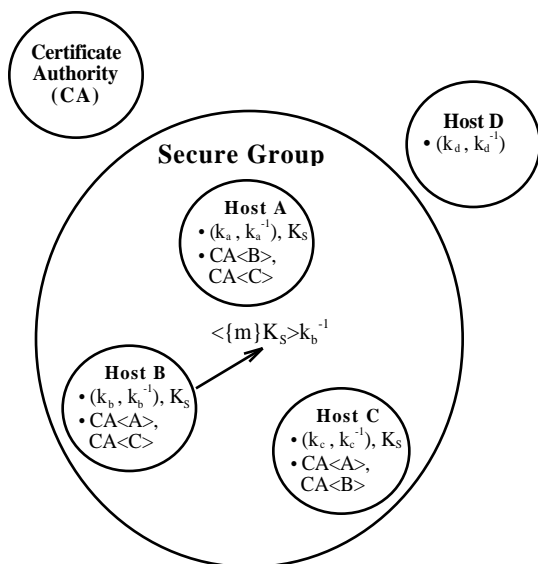 Certificate
Authority
(CA)
Host D
• (k_d , k_d^-1)
Secure Group
Host A
• (k_a , k_a^-1), K_S
• CA<B>,
CA<C>
<{m}K_S>k_b^-1
Host B
• (k_b , k_b^-1), K_S
• CA<A>,
CA<C>
Host C
• (k_c , k_c^-1), K_S
• CA<A>,
CA<B>